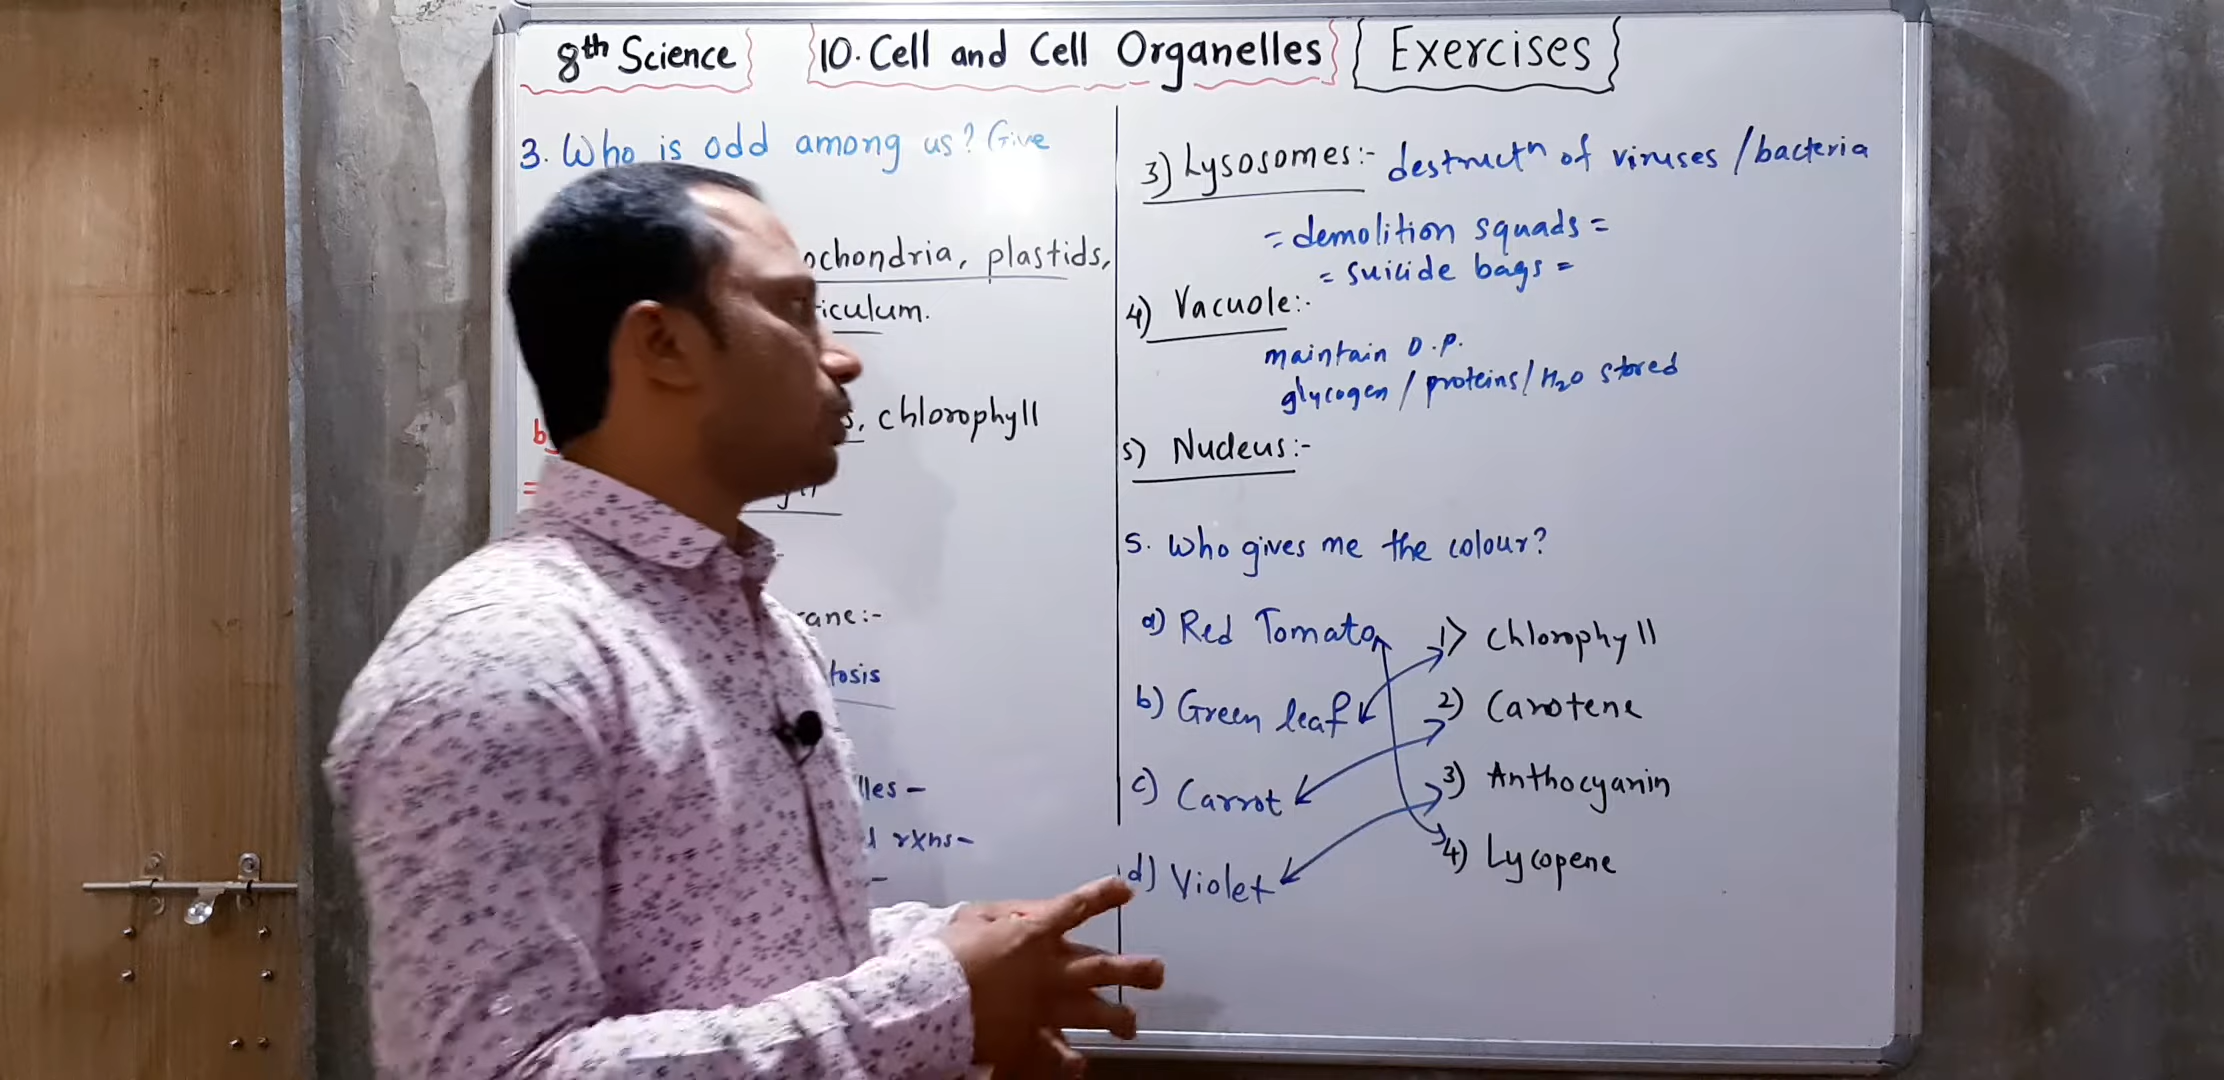 8th Science 10. Cell and Cell Organelles Exercises
3. Who is odd among us? Give
ochondria, plastids,
iculum.
b
s, chlorophyll
=
rane:-
tosis
lles -
rxns -
-
3) Lysosomes:- destructn of viruses / bacteria
= demolition squads =
= suicide bags =
4) Vacuole:-
maintain O.P.
glycogen / proteins / H2O stored
5) Nucleus:-
5. Who gives me the colour?
a) Red Tomato 1) Chlorophyll
b) Green leaf 2) Carotene
c) Carrot 3) Anthocyanin
d) Violet 4) Lycopene